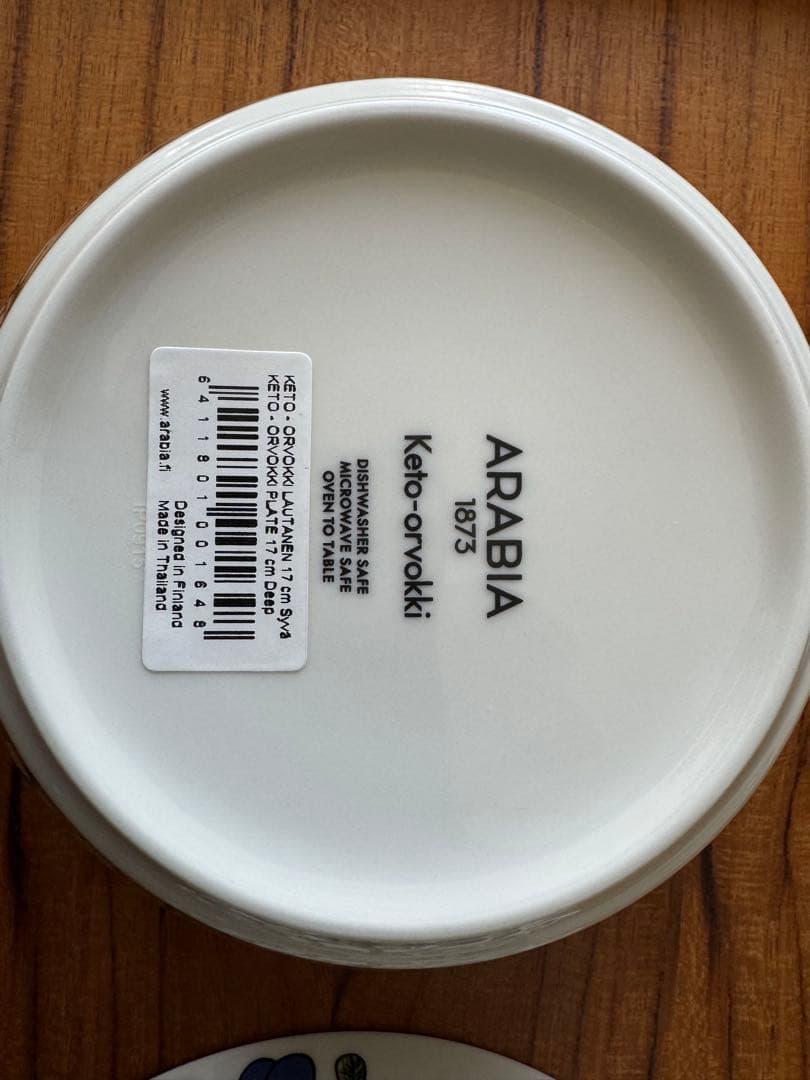 ARABIA
1873
Keto-orvokki
DISHWASHER SAFE
MICROWAVE SAFE
OVEN TO TABLE
KETO - ORVOKKI LAUTANEN 17 cm Syvä
KETO - ORVOKKI PLATE 17 cm Deep
6 411801 001648
Designed in Finland
www.arabia.fi Made in Thailand